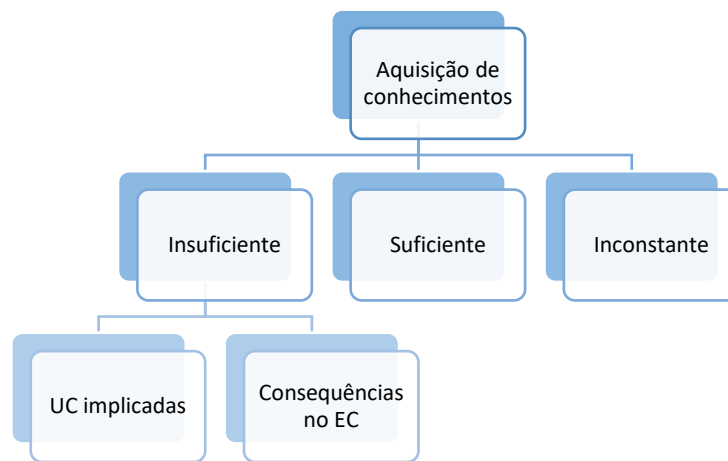 Aquisição de
conhecimentos
Insuficiente
Suficiente
Inconstante
UC implicadas
Consequências
no EC